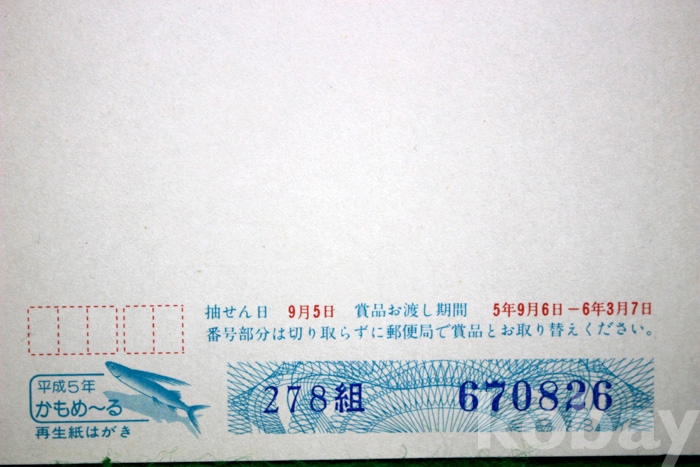 抽せん日 9月5日 賞品お渡し期間 5年9月6日－6年3月7日
番号部分は切り取らずに郵便局で賞品とお取り替えください。
平成5年
かもめ〜る
再生紙はがき
278組 670826
kobay